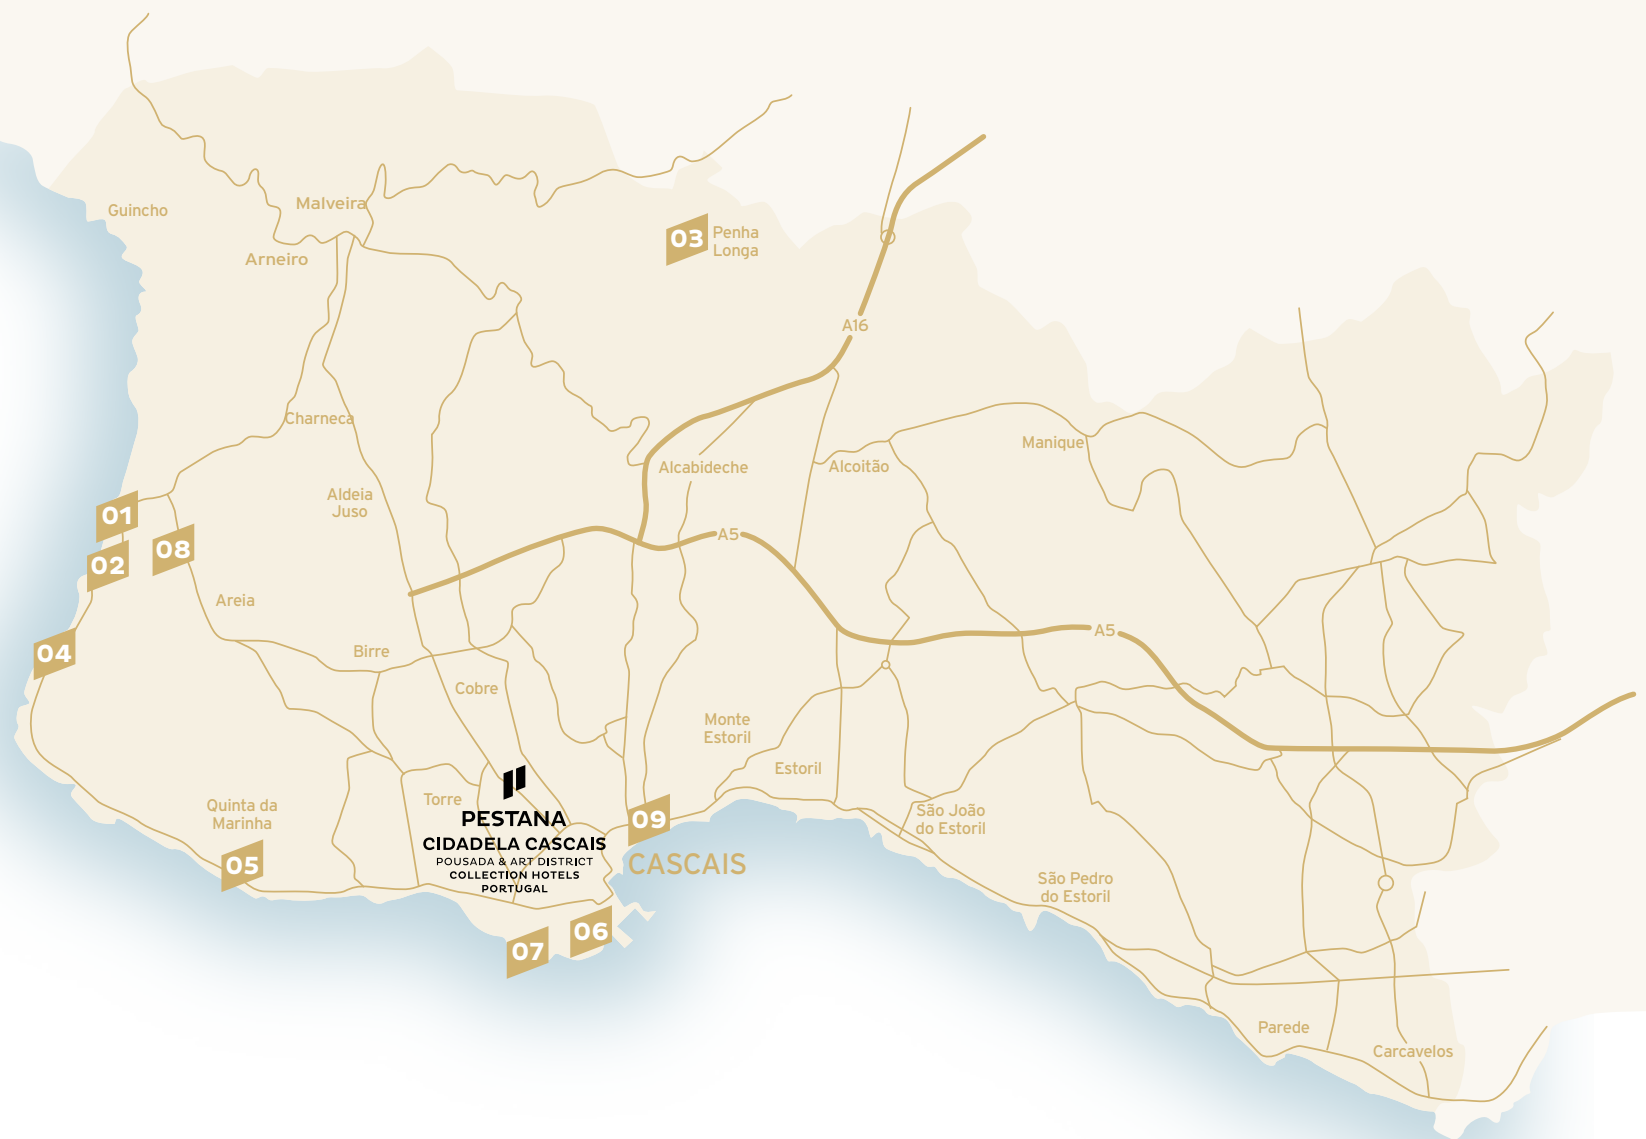 Guincho
Malveira
03
Penha
Longa
Arneiro
A16
Charneca
Manique
Alcabideche
Alcoitão
Aldeia
Juso
01
A5
08
02
Areia
A5
04
Birre
Cobre
Monte
Estoril
Estoril
Quinta da
Marinha
Torre
PESTANA
CIDADELA CASCAIS
POUSADA & ART DISTRICT
COLLECTION HOTELS
PORTUGAL
09
São João
do Estoril
05
CASCAIS
São Pedro
do Estoril
06
07
Parede
Carcavelos